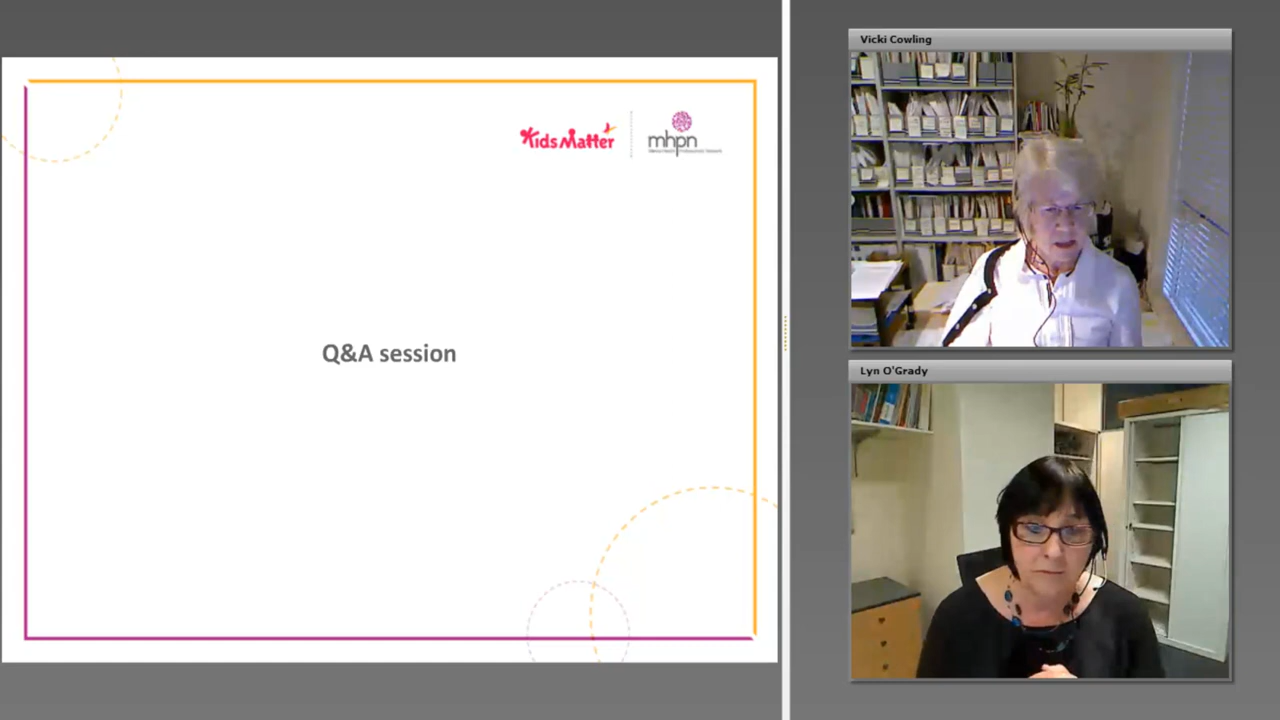 KidsMatter
mhpn
Q&A session
Vicki Cowling
Lyn O'Grady